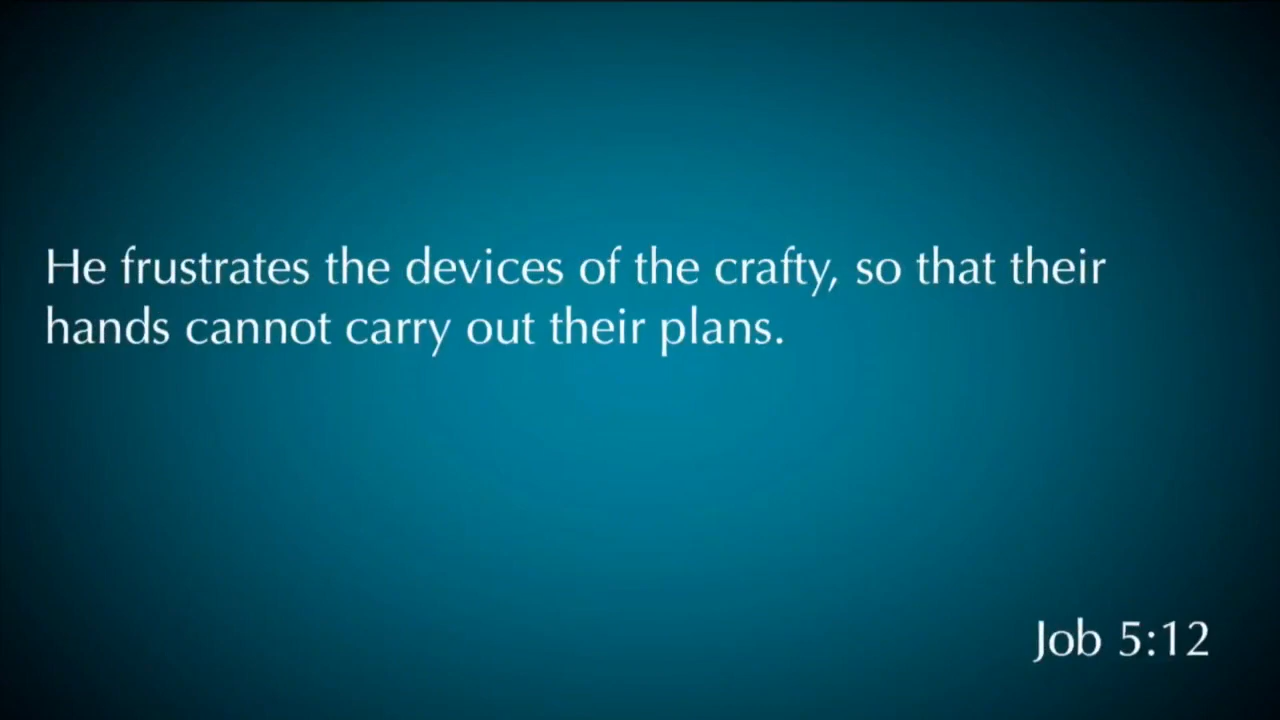 He frustrates the devices of the crafty, so that their
hands cannot carry out their plans.
Job 5:12